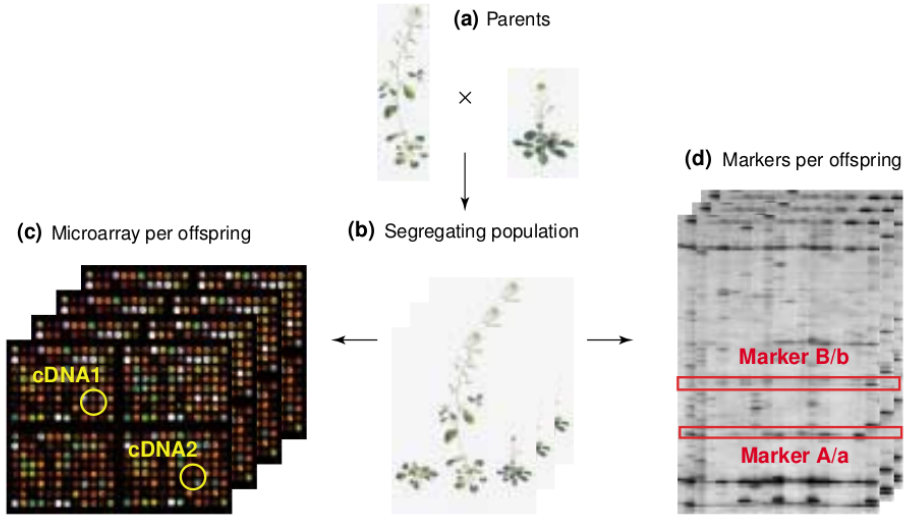 (a) Parents
×
(d) Markers per offspring
(c) Microarray per offspring
(b) Segregating population
Marker B/b
cDNA1
cDNA2
Marker A/a